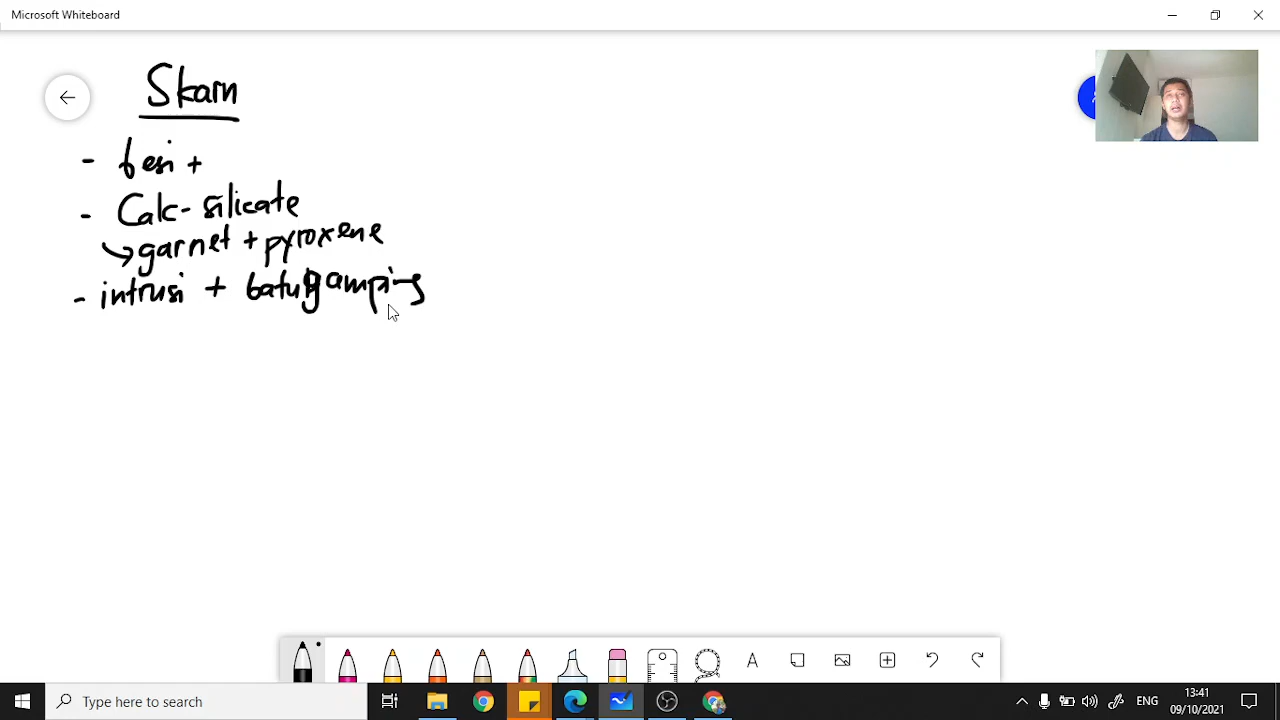 Microsoft Whiteboard
Skarn
- besi +
- Calc-silicate
↳ garnet + pyroxene
- intrusi + batugamping
A
Type here to search
ENG
13:41
09/10/2021